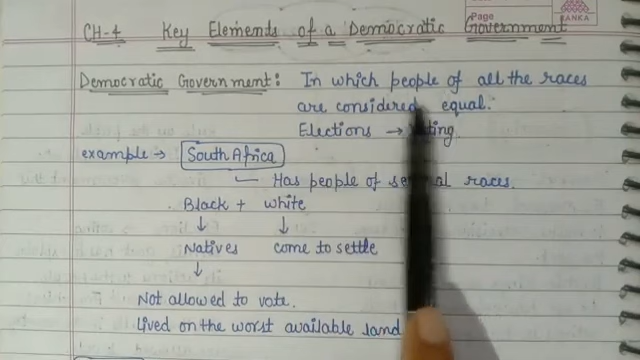 Page
LANKA
CH-4 Key Elements of a Democratic Government
Democratic Government: In which people of all the races
are considered equal.
Elections →
example → South Africa
Has people of races.
Black + white
↓ ↓
Natives come to settle
↓
Not allowed to vote.
Lived on the worst available land